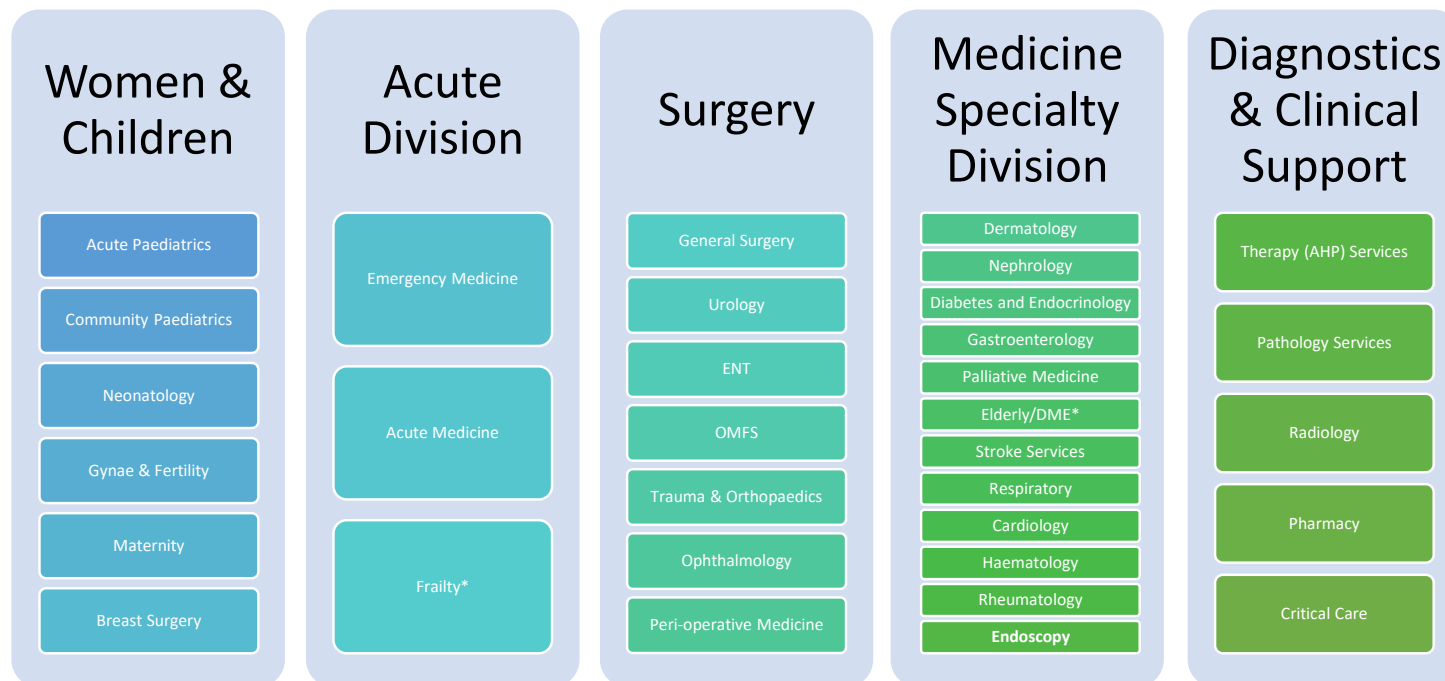 Women &
Children
Acute Paediatrics
Community Paediatrics
Neonatology
Gynae & Fertility
Maternity
Breast Surgery
Acute
Division
Emergency Medicine
Acute Medicine
Frailty*
Surgery
General Surgery
Urology
ENT
OMFS
Trauma & Orthopaedics
Ophthalmology
Peri-operative Medicine
Medicine
Specialty
Division
Dermatology
Nephrology
Diabetes and Endocrinology
Gastroenterology
Palliative Medicine
Elderly/DME*
Stroke Services
Respiratory
Cardiology
Haematology
Rheumatology
Endoscopy
Diagnostics
& Clinical
Support
Therapy (AHP) Services
Pathology Services
Radiology
Pharmacy
Critical Care